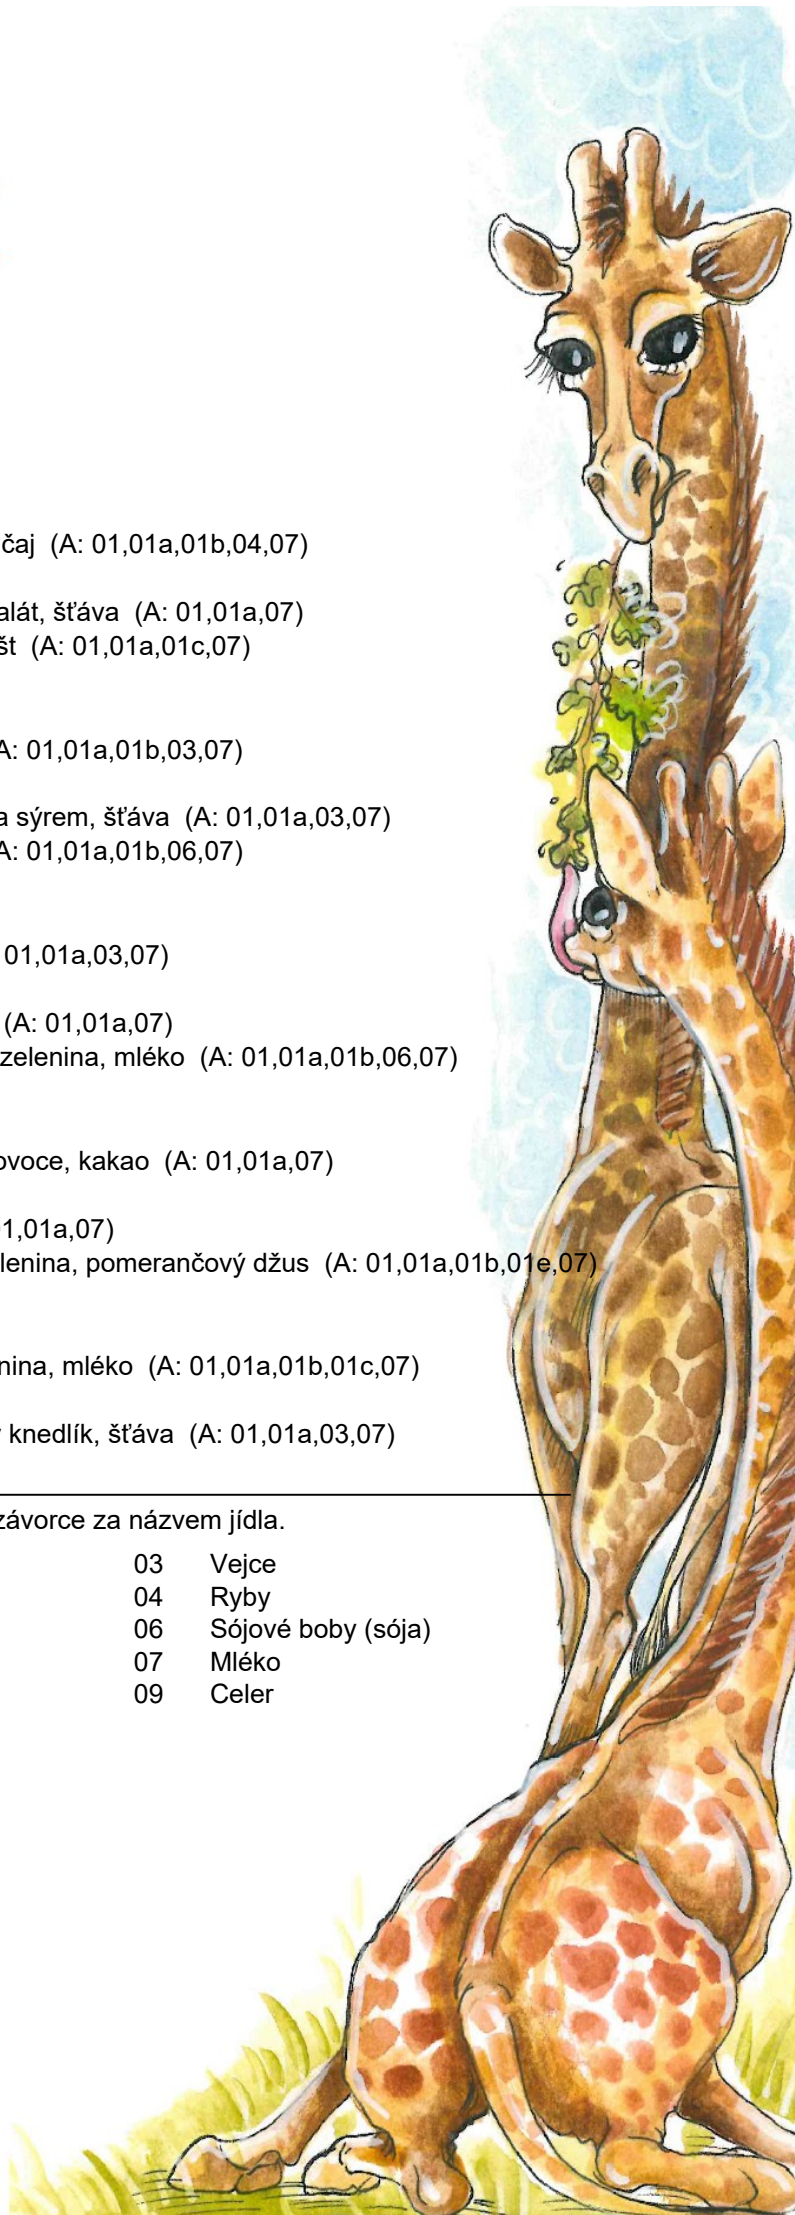 čaj (A: 01,01a,01b,04,07)
alát, šťáva (A: 01,01a,07)
št (A: 01,01a,01c,07)
A: 01,01a,01b,03,07)
a sýrem, šťáva (A: 01,01a,03,07)
A: 01,01a,01b,06,07)
01,01a,03,07)
(A: 01,01a,07)
zelenina, mléko (A: 01,01a,01b,06,07)
ovoce, kakao (A: 01,01a,07)
01,01a,07)
lenina, pomerančový džus (A: 01,01a,01b,01e,07)
nina, mléko (A: 01,01a,01b,01c,07)
ý knedlík, šťáva (A: 01,01a,03,07)
závorce za názvem jídla.
03 Vejce
04 Ryby
06 Sójové boby (sója)
07 Mléko
09 Celer